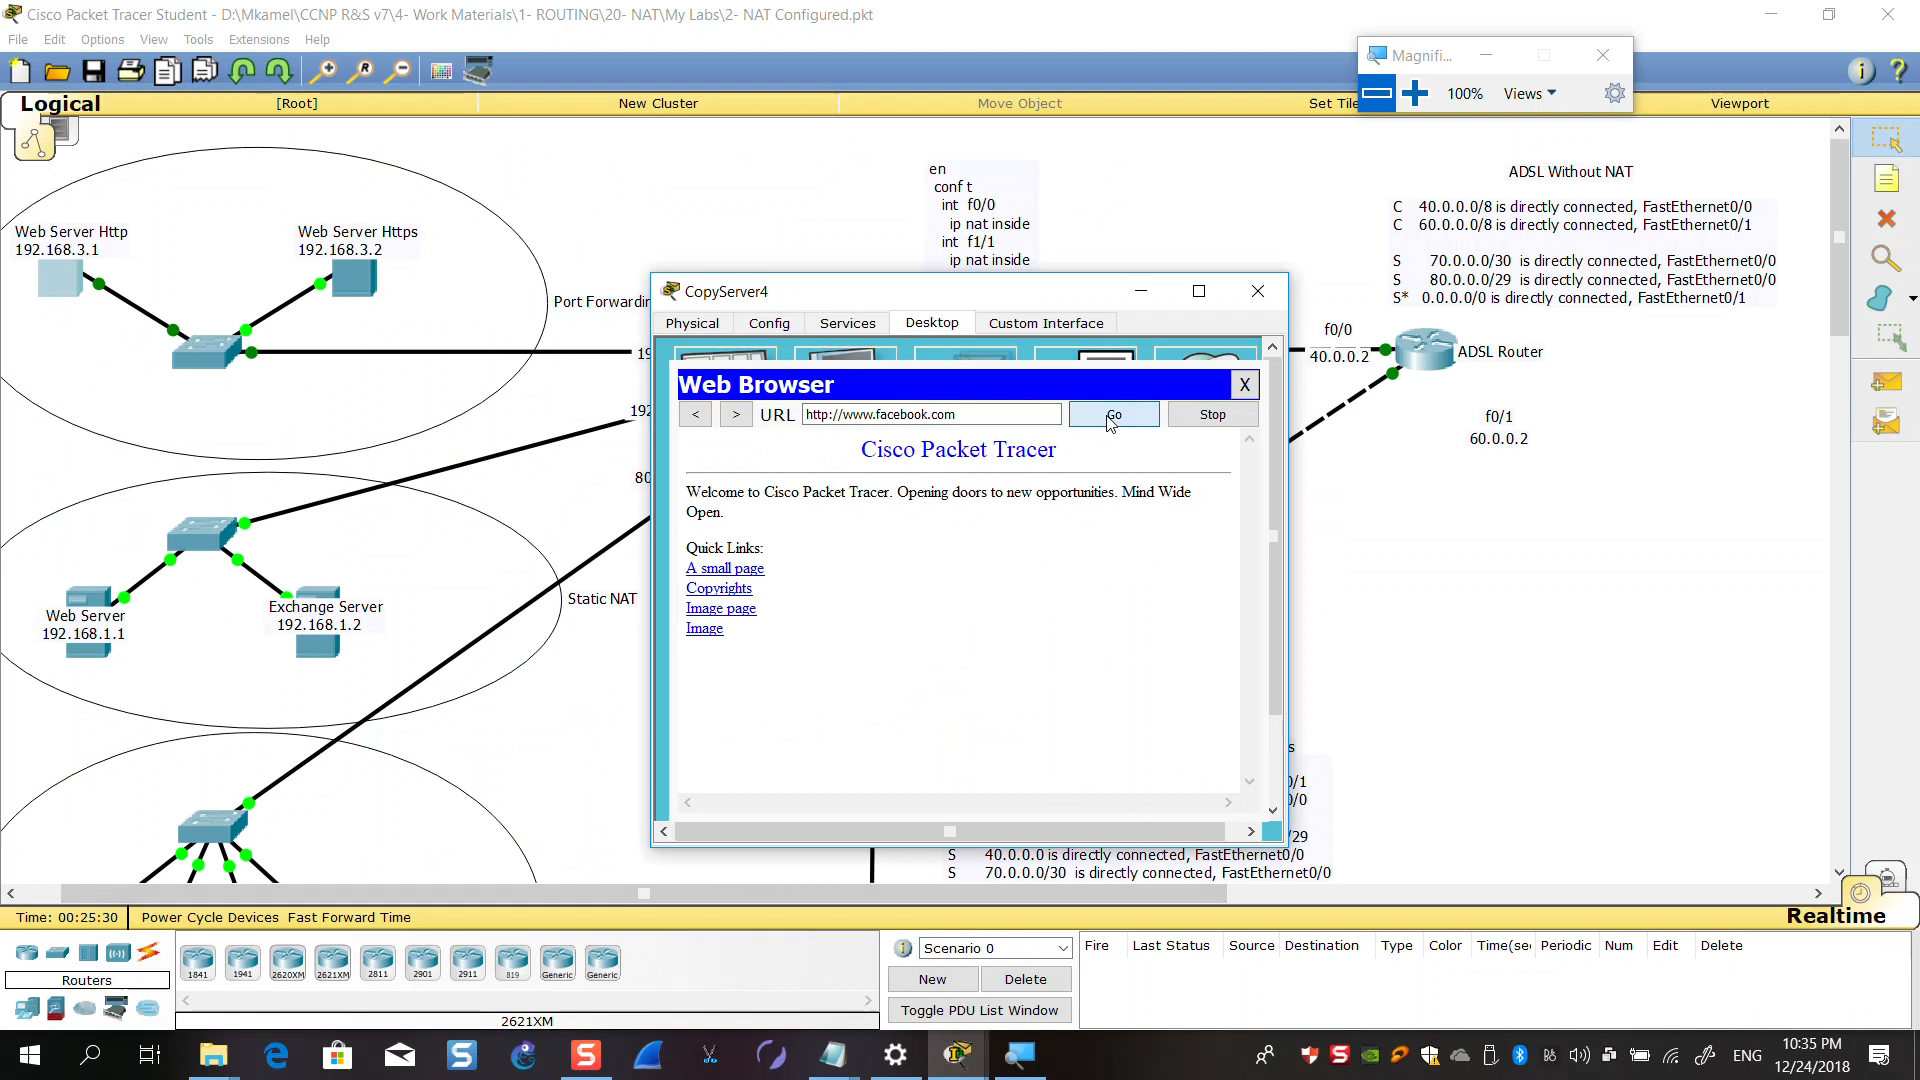 Cisco Packet Tracer Student - D:\Mkamel\CCNP R&S v7\4- Work Materials\1- ROUTING\20- NAT\My Labs\2- NAT Configured.pkt
File Edit Options View Tools Extensions Help
Magnifi...
100% Views
Logical [Root] New Cluster Move Object Set Tile Viewport
Web Server Http
192.168.3.1
Web Server Https
192.168.3.2
en
conf t
int f0/0
ip nat inside
int f1/1
ip nat inside
ADSL Without NAT
C 40.0.0.0/8 is directly connected, FastEthernet0/0
C 60.0.0.0/8 is directly connected, FastEthernet0/1
S 70.0.0.0/30 is directly connected, FastEthernet0/0
S 80.0.0.0/29 is directly connected, FastEthernet0/0
S* 0.0.0.0/0 is directly connected, FastEthernet0/1
Port Forwardin
19
f0/0
40.0.0.2
ADSL Router
f0/1
60.0.0.2
192
80
CopyServer4
Physical Config Services Desktop Custom Interface
Web Browser X
< > URL http://www.facebook.com Go Stop
Cisco Packet Tracer
Welcome to Cisco Packet Tracer. Opening doors to new opportunities. Mind Wide
Open.
Quick Links:
A small page
Copyrights
Image page
Image
Web Server
192.168.1.1
Exchange Server
192.168.1.2
Static NAT
s
0/1
0/0
/29
S 40.0.0.0 is directly connected, FastEthernet0/0
S 70.0.0.0/30 is directly connected, FastEthernet0/0
Time: 00:25:30 Power Cycle Devices Fast Forward Time
Realtime
Routers
1841 1941 2620XM 2621XM 2811 2901 2911 819 Generic Generic
2621XM
Scenario 0
New Delete
Toggle PDU List Window
Fire Last Status Source Destination Type Color Time(sec Periodic Num Edit Delete
ENG
10:35 PM
12/24/2018